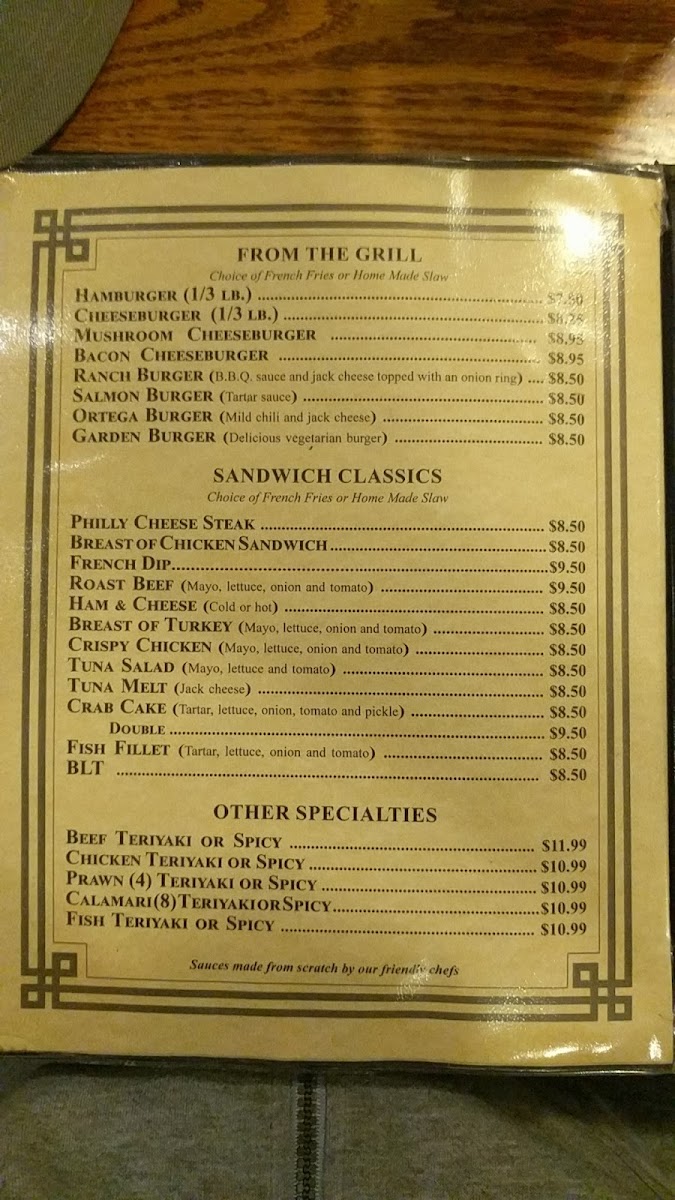 FROM THE GRILL
Choice of French Fries or Home Made Slaw
HAMBURGER (1/3 LB.) ........ $7.80
CHEESEBURGER (1/3 LB.) ........ $8.25
MUSHROOM CHEESEBURGER ........ $8.95
BACON CHEESEBURGER ........ $8.95
RANCH BURGER (B.B.Q. sauce and jack cheese topped with an onion ring) .... $8.50
SALMON BURGER (Tartar sauce) ........ $8.50
ORTEGA BURGER (Mild chili and jack cheese) ........ $8.50
GARDEN BURGER (Delicious vegetarian burger) ........ $8.50
SANDWICH CLASSICS
Choice of French Fries or Home Made Slaw
PHILLY CHEESE STEAK ........ $8.50
BREAST OF CHICKEN SANDWICH ........ $8.50
FRENCH DIP ........ $9.50
ROAST BEEF (Mayo, lettuce, onion and tomato) ........ $9.50
HAM & CHEESE (Cold or hot) ........ $8.50
BREAST OF TURKEY (Mayo, lettuce, onion and tomato) ........ $8.50
CRISPY CHICKEN (Mayo, lettuce, onion and tomato) ........ $8.50
TUNA SALAD (Mayo, lettuce and tomato) ........ $8.50
TUNA MELT (Jack cheese) ........ $8.50
CRAB CAKE (Tartar, lettuce, onion, tomato and pickle) ........ $8.50
DOUBLE ........ $9.50
FISH FILLET (Tartar, lettuce, onion and tomato) ........ $8.50
BLT ........ $8.50
OTHER SPECIALTIES
BEEF TERIYAKI OR SPICY ........ $11.99
CHICKEN TERIYAKI OR SPICY ........ $10.99
PRAWN (4) TERIYAKI OR SPICY ........ $10.99
CALAMARI (8) TERIYAKI OR SPICY ........ $10.99
FISH TERIYAKI OR SPICY ........ $10.99
Sauces made from scratch by our friendly chefs